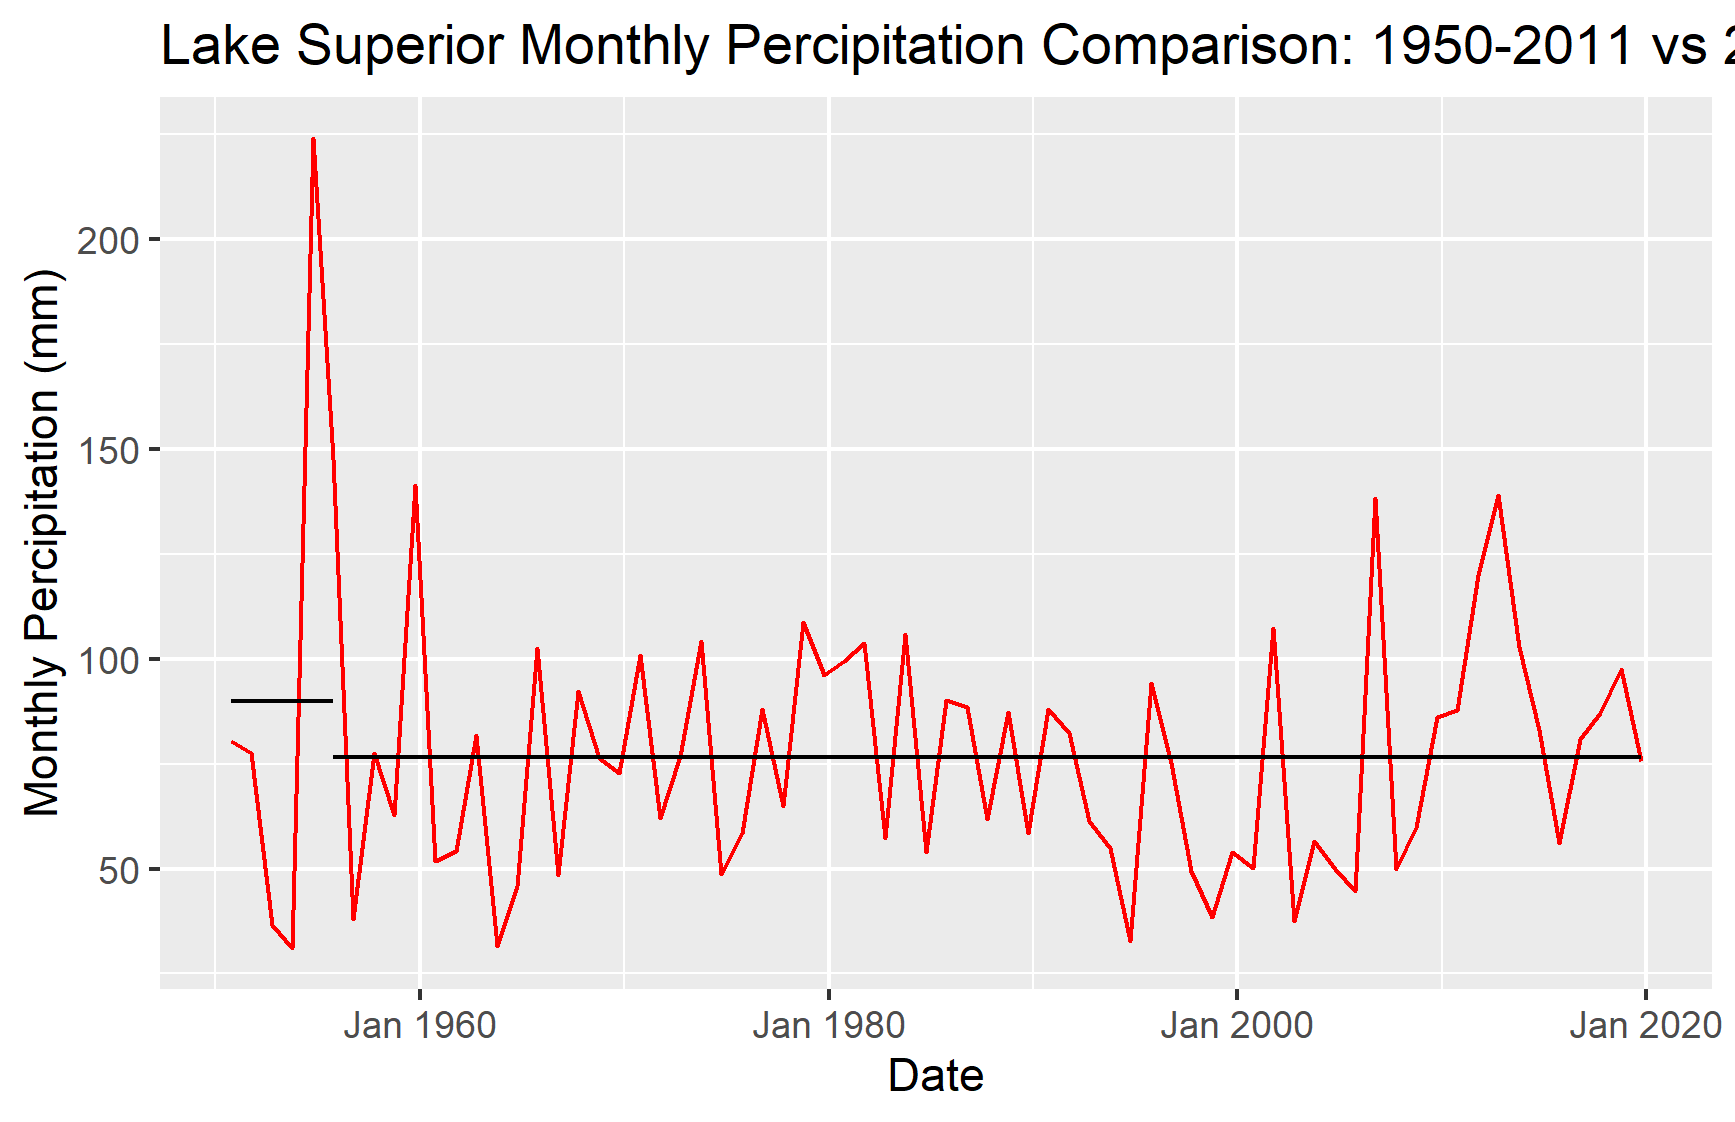 Lake Superior Monthly Percipitation Comparison: 1950-2011 vs 2
Monthly Percipitation (mm)
200
150
100
50
Jan 1960
Jan 1980
Jan 2000
Jan 2020
Date